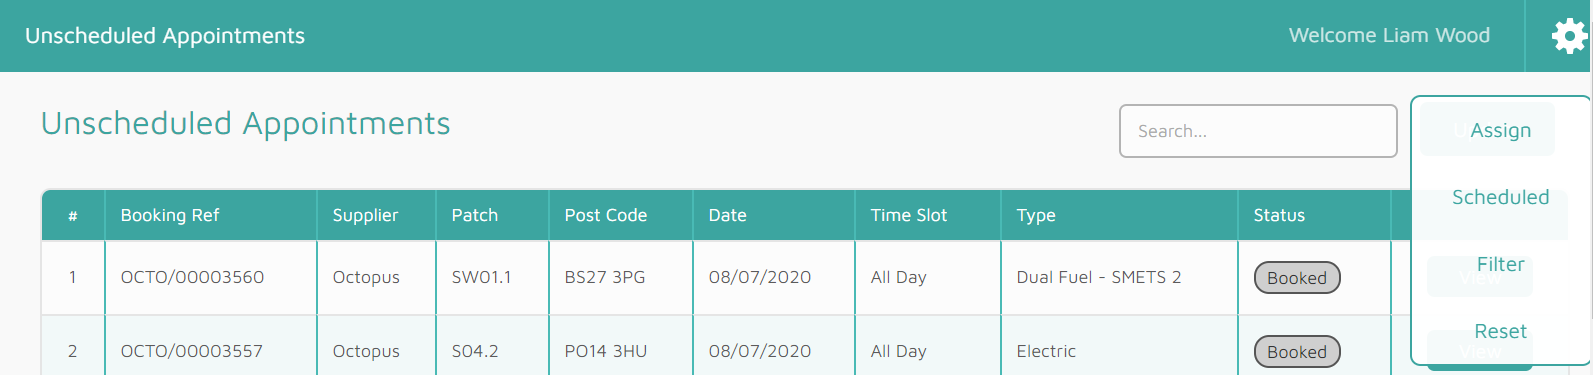 Unscheduled Appointments
Welcome Liam Wood
Unscheduled Appointments
Search...
Assign
Scheduled
Filter
Reset
# Booking Ref Supplier Patch Post Code Date Time Slot Type Status
1 OCTO/00003560 Octopus SW01.1 BS27 3PG 08/07/2020 All Day Dual Fuel - SMETS 2 Booked View
2 OCTO/00003557 Octopus S04.2 PO14 3HU 08/07/2020 All Day Electric Booked View